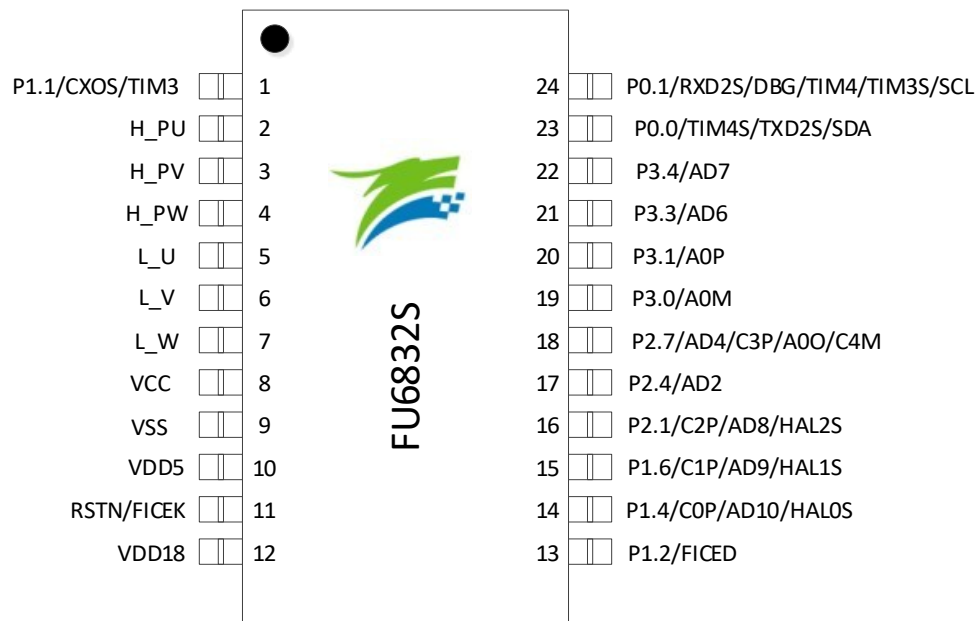 P1.1/CXOS/TIM3 1 24 P0.1/RXD2S/DBG/TIM4/TIM3S/SCL
H_PU 2 23 P0.0/TIM4S/TXD2S/SDA
H_PV 3 22 P3.4/AD7
H_PW 4 21 P3.3/AD6
L_U 5 20 P3.1/A0P
L_V 6 19 P3.0/A0M
L_W 7 18 P2.7/AD4/C3P/A0O/C4M
VCC 8 17 P2.4/AD2
VSS 9 16 P2.1/C2P/AD8/HAL2S
VDD5 10 15 P1.6/C1P/AD9/HAL1S
RSTN/FICEK 11 14 P1.4/C0P/AD10/HAL0S
VDD18 12 13 P1.2/FICED
FU6832S